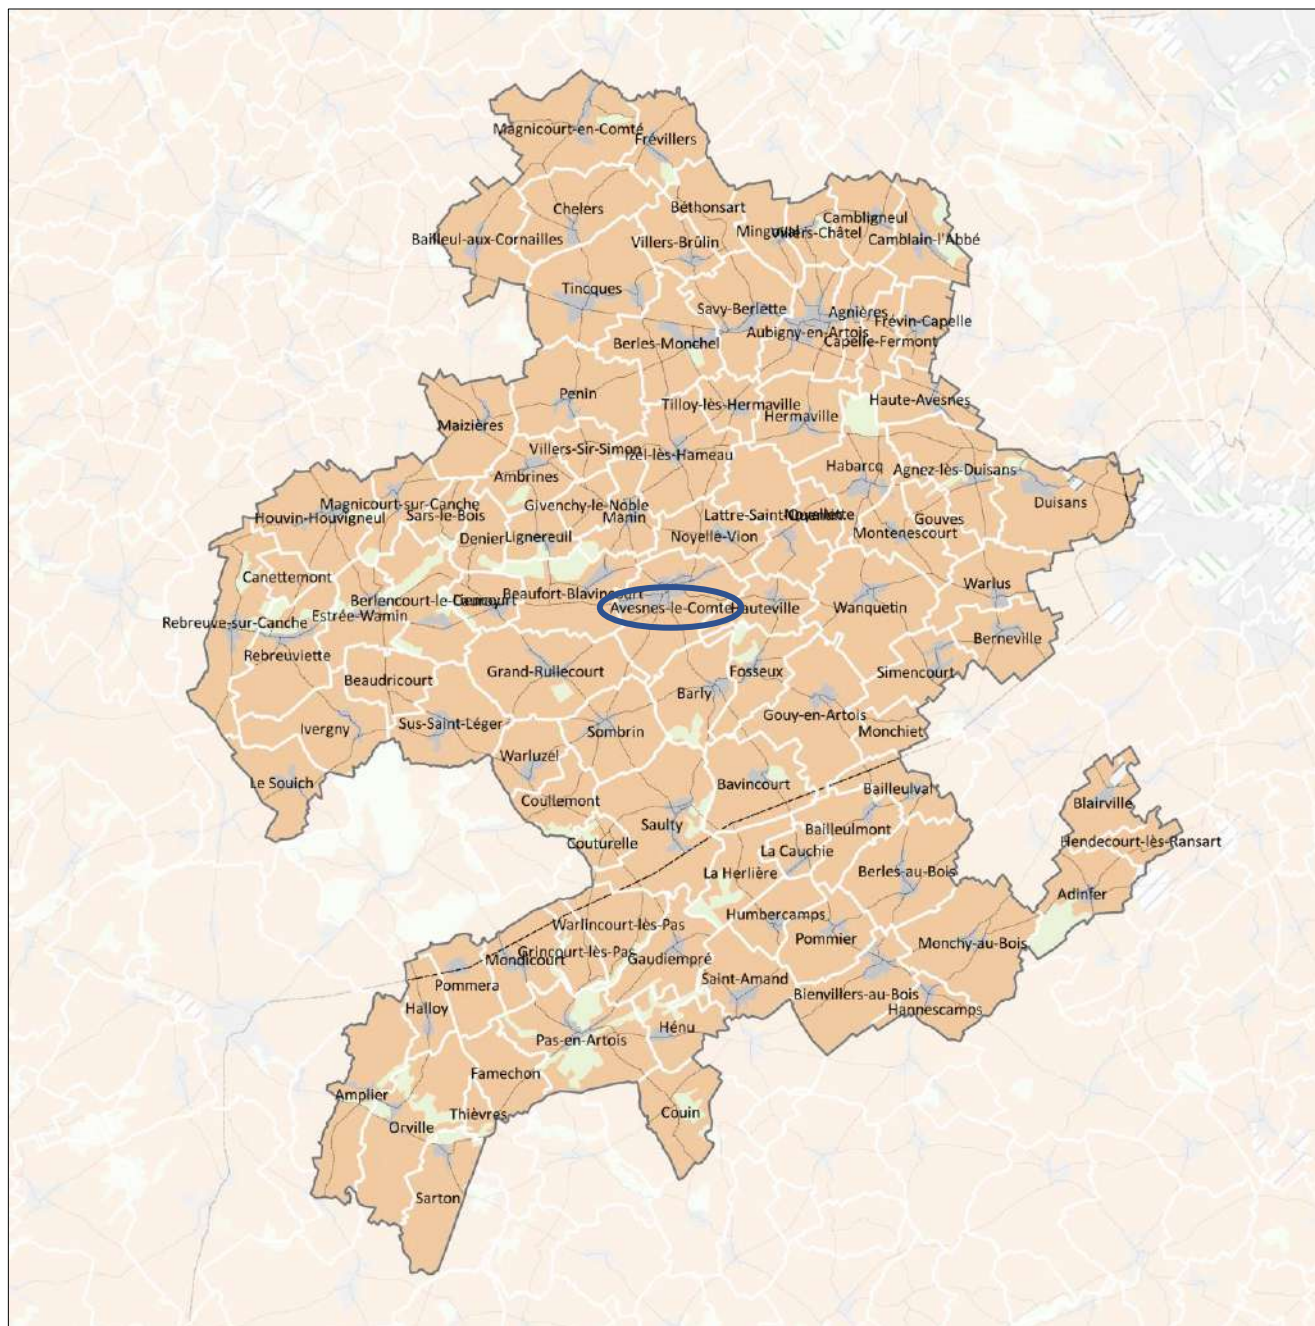 Magnicourt-en-Comté
Frévillers
Chelers
Béthonsart
Bailleul-aux-Cornailles
Villers-Brûlin
Mingoval
Villers-Châtel
Cambligneul
Camblain-l'Abbé
Tincques
Savy-Berlette
Agnières
Aubigny-en-Artois
Frévin-Capelle
Berles-Monchel
Capelle-Fermont
Penin
Tilloy-lès-Hermaville
Haute-Avesnes
Hermaville
Maizières
Villers-Sir-Simon
Izel-lès-Hameau
Ambrines
Habarcq
Agnez-lès-Duisans
Duisans
Magnicourt-sur-Canche
Givenchy-le-Noble
Houvin-Houvigneul
Sars-le-Bois
Manin
Lattre-Saint-Quentin
Noyellette
Gouves
Denier
Lignereuil
Noyelle-Vion
Montenescourt
Canettemont
Warlus
Berlencourt-le-Cauroy
Beaufort-Blavincourt
Avesnes-le-Comte
Hauteville
Wanquetin
Rebreuve-sur-Canche
Estrée-Wamin
Berneville
Rebreuviette
Grand-Rullecourt
Fosseux
Simencourt
Beaudricourt
Barly
Ivergny
Sus-Saint-Léger
Sombrin
Gouy-en-Artois
Monchiet
Warluzel
Le Souich
Bavincourt
Bailleulval
Coullemont
Blairville
Saulty
Bailleulmont
Couturelle
La Cauchie
Hendecourt-lès-Ransart
La Herlière
Berles-au-Bois
Adinfer
Warlincourt-lès-Pas
Humbercamps
Grincourt-lès-Pas
Mondicourt
Gaudiempré
Pommier
Monchy-au-Bois
Pommera
Saint-Amand
Bienvillers-au-Bois
Halloy
Hannescamps
Hénu
Pas-en-Artois
Famechon
Amplier
Thièvres
Couin
Orville
Sarton